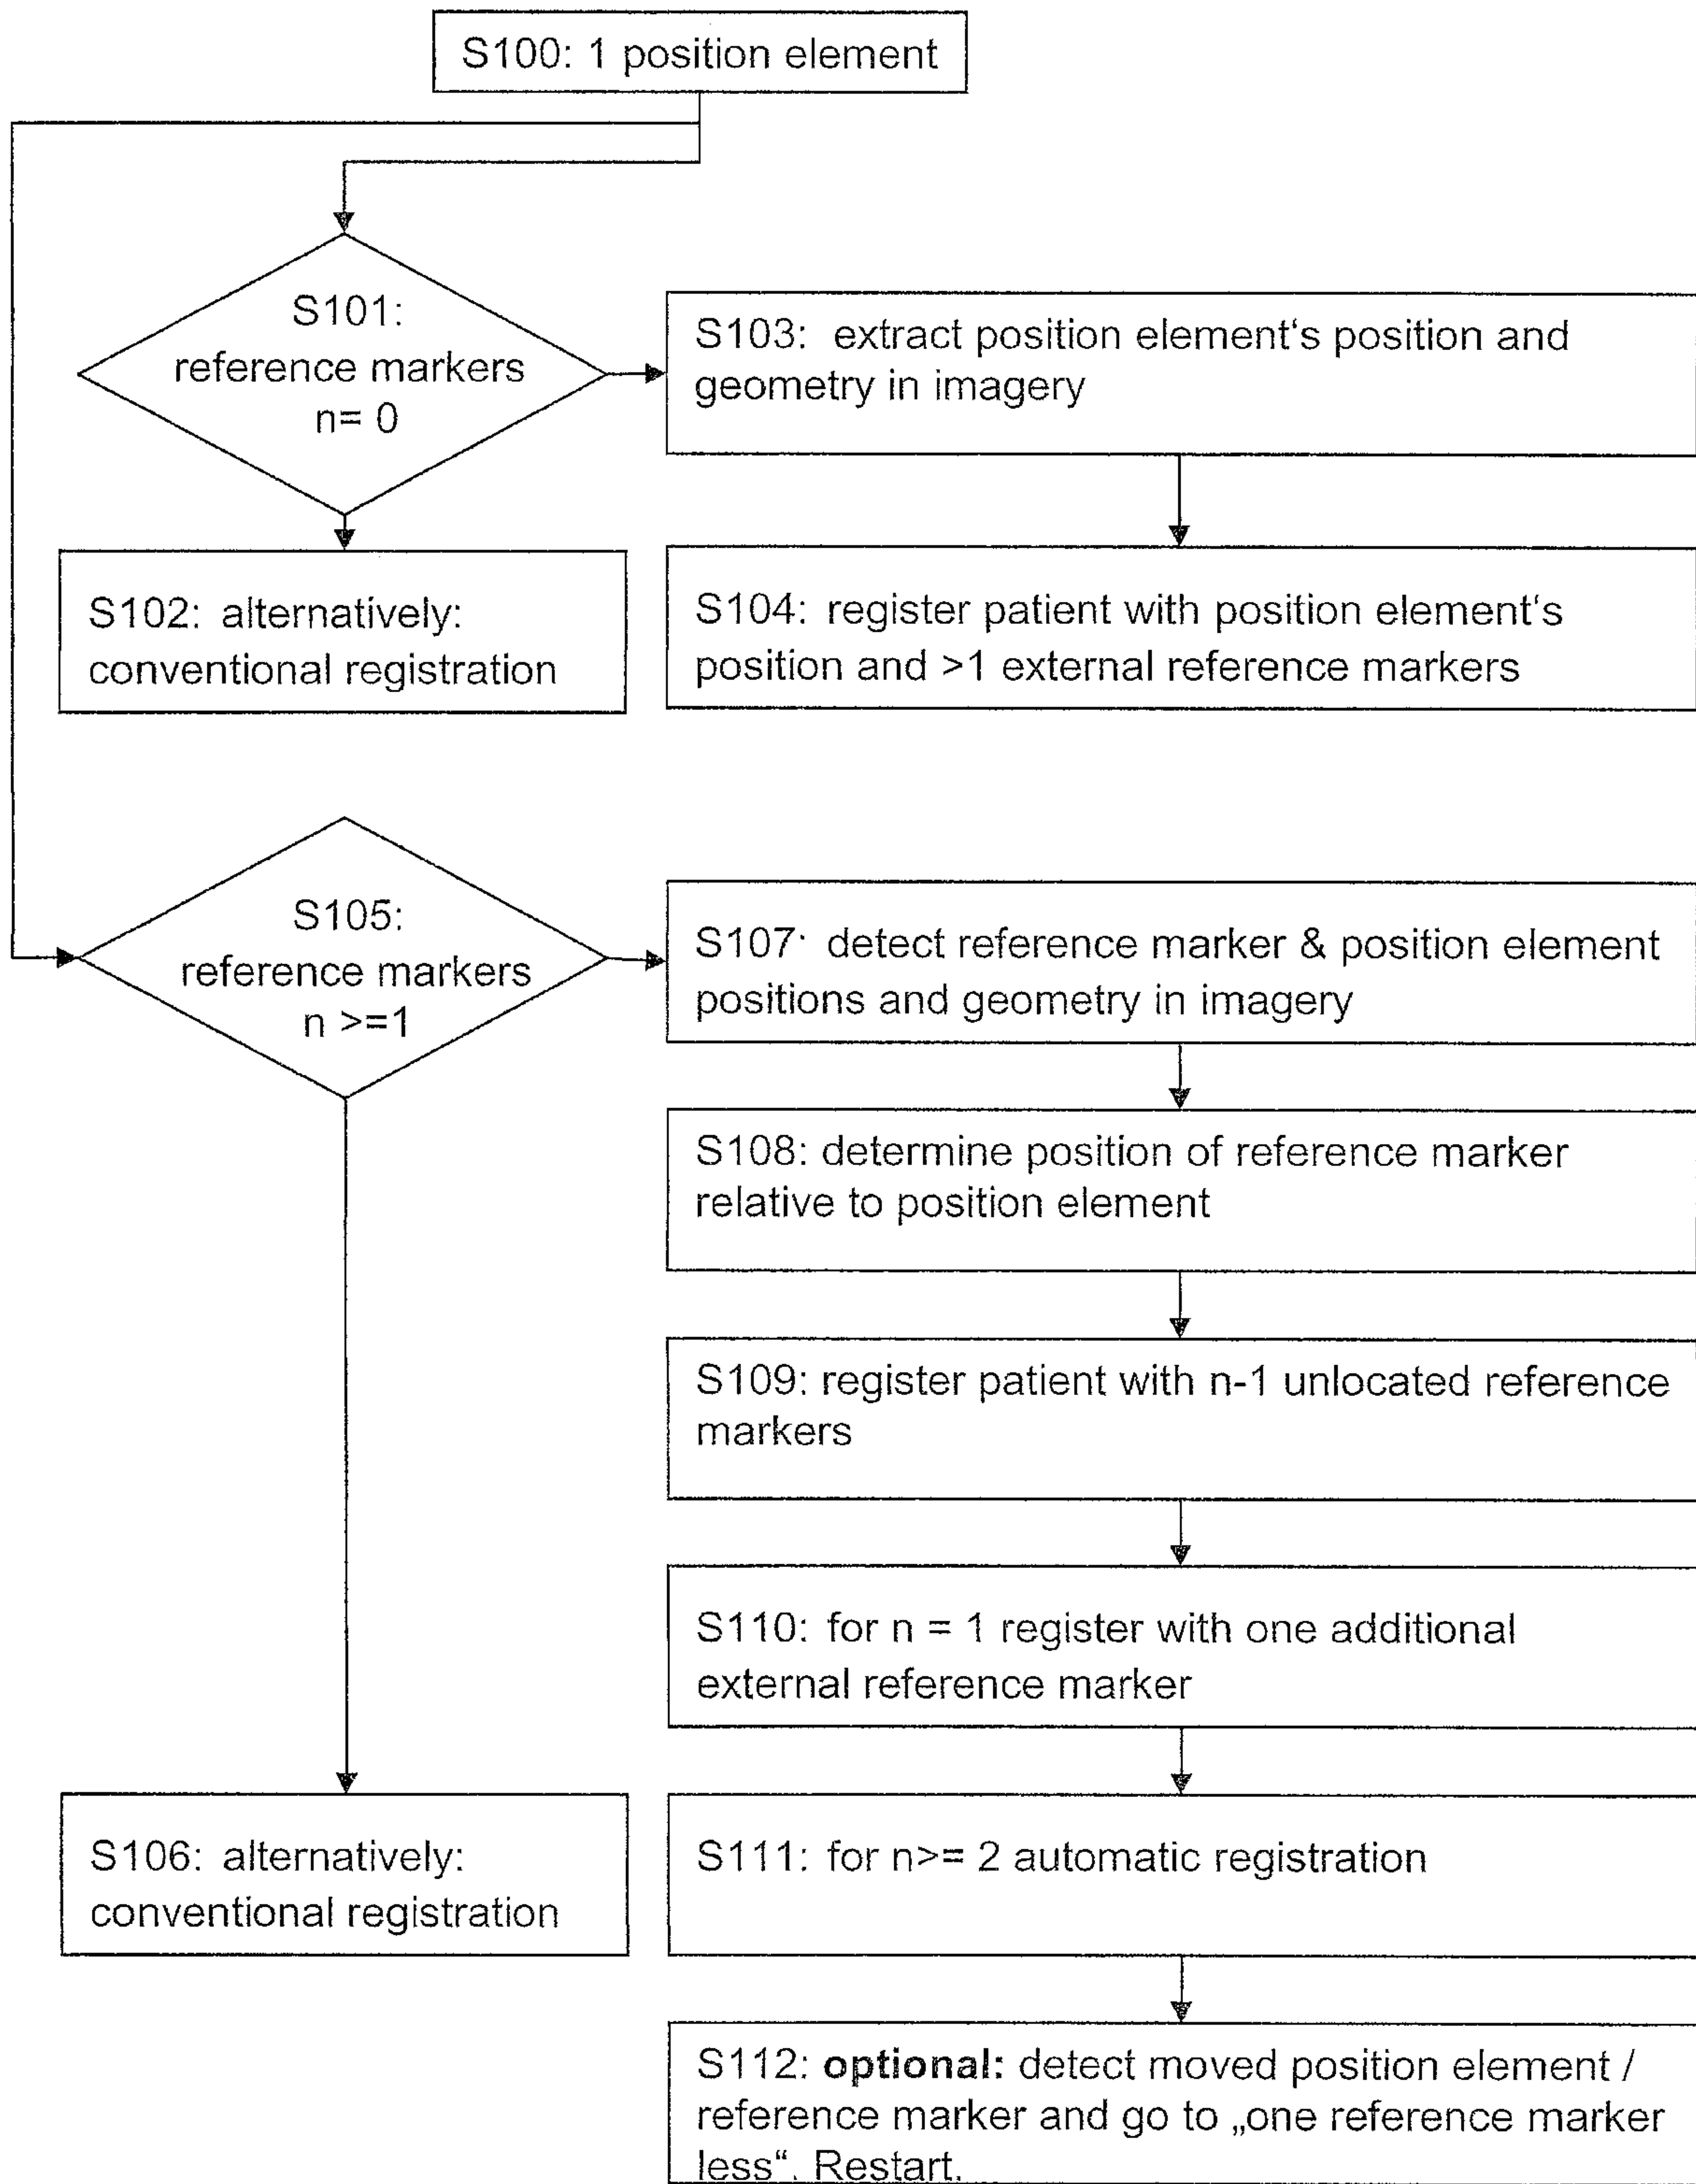 S100: 1 position element
S101:
reference markers
n= 0
S103: extract position element‘s position and
geometry in imagery
S102: alternatively:
conventional registration
S104: register patient with position element‘s
position and >1 external reference markers
S105:
reference markers
n >=1
S107· detect reference marker & position element
positions and geometry in imagery
S108: determine position of reference marker
relative to position element
S109: register patient with n-1 unlocated reference
markers
S110: for n = 1 register with one additional
external reference marker
S106: alternatively:
conventional registration
S111: for n>= 2 automatic registration
S112: optional: detect moved position element /
reference marker and go to „one reference marker
less“. Restart.